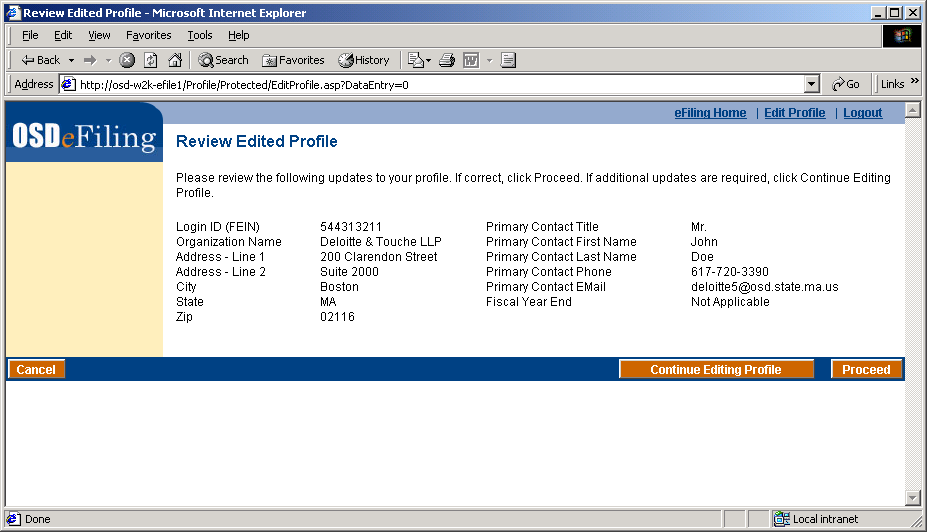 Review Edited Profile - Microsoft Internet Explorer
File Edit View Favorites Tools Help
Back Search Favorites History
Address http://osd-w2k-efile1/Profile/Protected/EditProfile.asp?DataEntry=0 Go Links »
OSDeFiling
eFiling Home | Edit Profile | Logout
Review Edited Profile
Please review the following updates to your profile. If correct, click Proceed. If additional updates are required, click Continue Editing
Profile.
Login ID (FEIN) 544313211 Primary Contact Title Mr.
Organization Name Deloitte & Touche LLP Primary Contact First Name John
Address - Line 1 200 Clarendon Street Primary Contact Last Name Doe
Address - Line 2 Suite 2000 Primary Contact Phone 617-720-3390
City Boston Primary Contact EMail deloitte5@osd.state.ma.us
State MA Fiscal Year End Not Applicable
Zip 02116
Cancel Continue Editing Profile Proceed
Done Local intranet